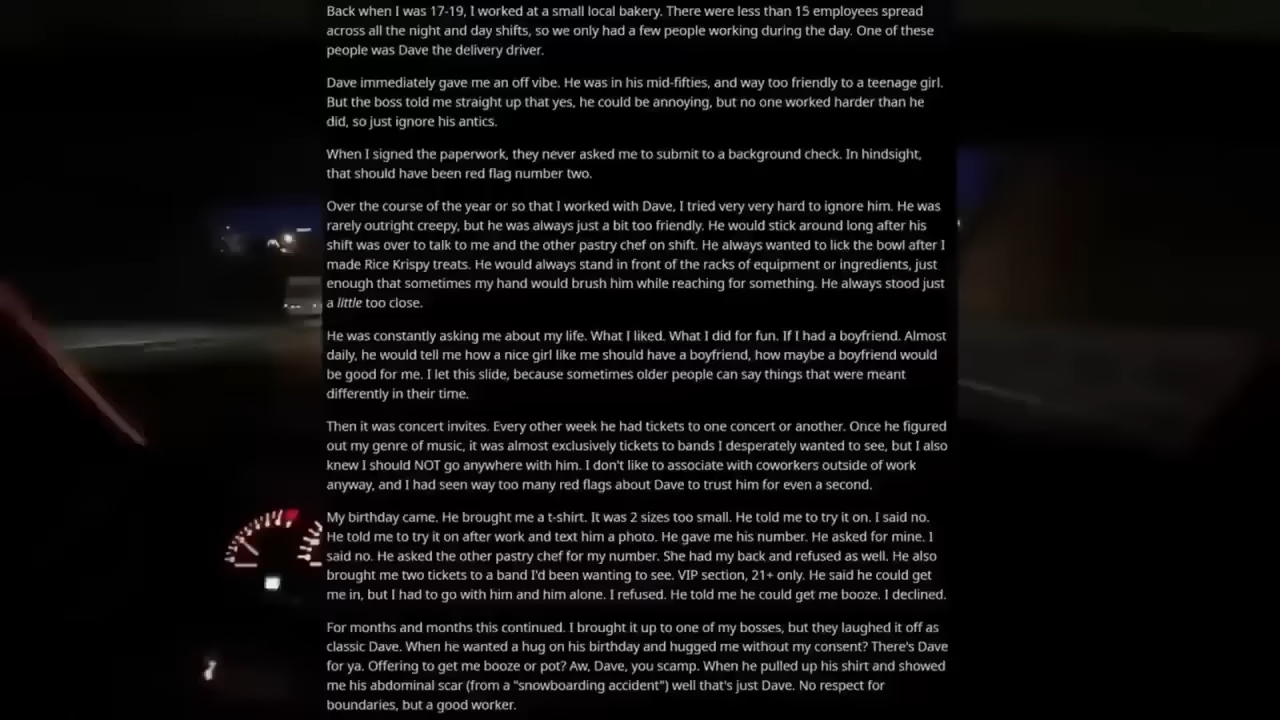 Back when I was 17-19, I worked at a small local bakery. There were less than 15 employees spread
across all the night and day shifts, so we only had a few people working during the day. One of these
people was Dave the delivery driver.
Dave immediately gave me an off vibe. He was in his mid-fifties, and way too friendly to a teenage girl.
But the boss told me straight up that yes, he could be annoying, but no one worked harder than he
did, so just ignore his antics.
When I signed the paperwork, they never asked me to submit to a background check. In hindsight,
that should have been red flag number two.
Over the course of the year or so that I worked with Dave, I tried very very hard to ignore him. He was
rarely outright creepy, but he was always just a bit too friendly. He would stick around long after his
shift was over to talk to me and the other pastry chef on shift. He always wanted to lick the bowl after I
made Rice Krispy treats. He would always stand in front of the racks of equipment or ingredients, just
enough that sometimes my hand would brush him while reaching for something. He always stood just
a little too close.
He was constantly asking me about my life. What I liked. What I did for fun. If I had a boyfriend. Almost
daily, he would tell me how a nice girl like me should have a boyfriend, how maybe a boyfriend would
be good for me. I let this slide, because sometimes older people can say things that were meant
differently in their time.
Then it was concert invites. Every other week he had tickets to one concert or another. Once he figured
out my genre of music, it was almost exclusively tickets to bands I desperately wanted to see, but I also
knew I should NOT go anywhere with him. I don't like to associate with coworkers outside of work
anyway, and I had seen way too many red flags about Dave to trust him for even a second.
My birthday came. He brought me a t-shirt. It was 2 sizes too small. He told me to try it on. I said no.
He told me to try it on after work and text him a photo. He gave me his number. He asked for mine. I
said no. He asked the other pastry chef for my number. She had my back and refused as well. He also
brought me two tickets to a band I'd been wanting to see. VIP section, 21+ only. He said he could get
me in, but I had to go with him and him alone. I refused. He told me he could get me booze. I declined.
For months and months this continued. I brought it up to one of my bosses, but they laughed it off as
classic Dave. When he wanted a hug on his birthday and hugged me without my consent? There's Dave
for ya. Offering to get me booze or pot? Aw, Dave, you scamp. When he pulled up his shirt and showed
me his abdominal scar (from a "snowboarding accident") well that's just Dave. No respect for
boundaries, but a good worker.